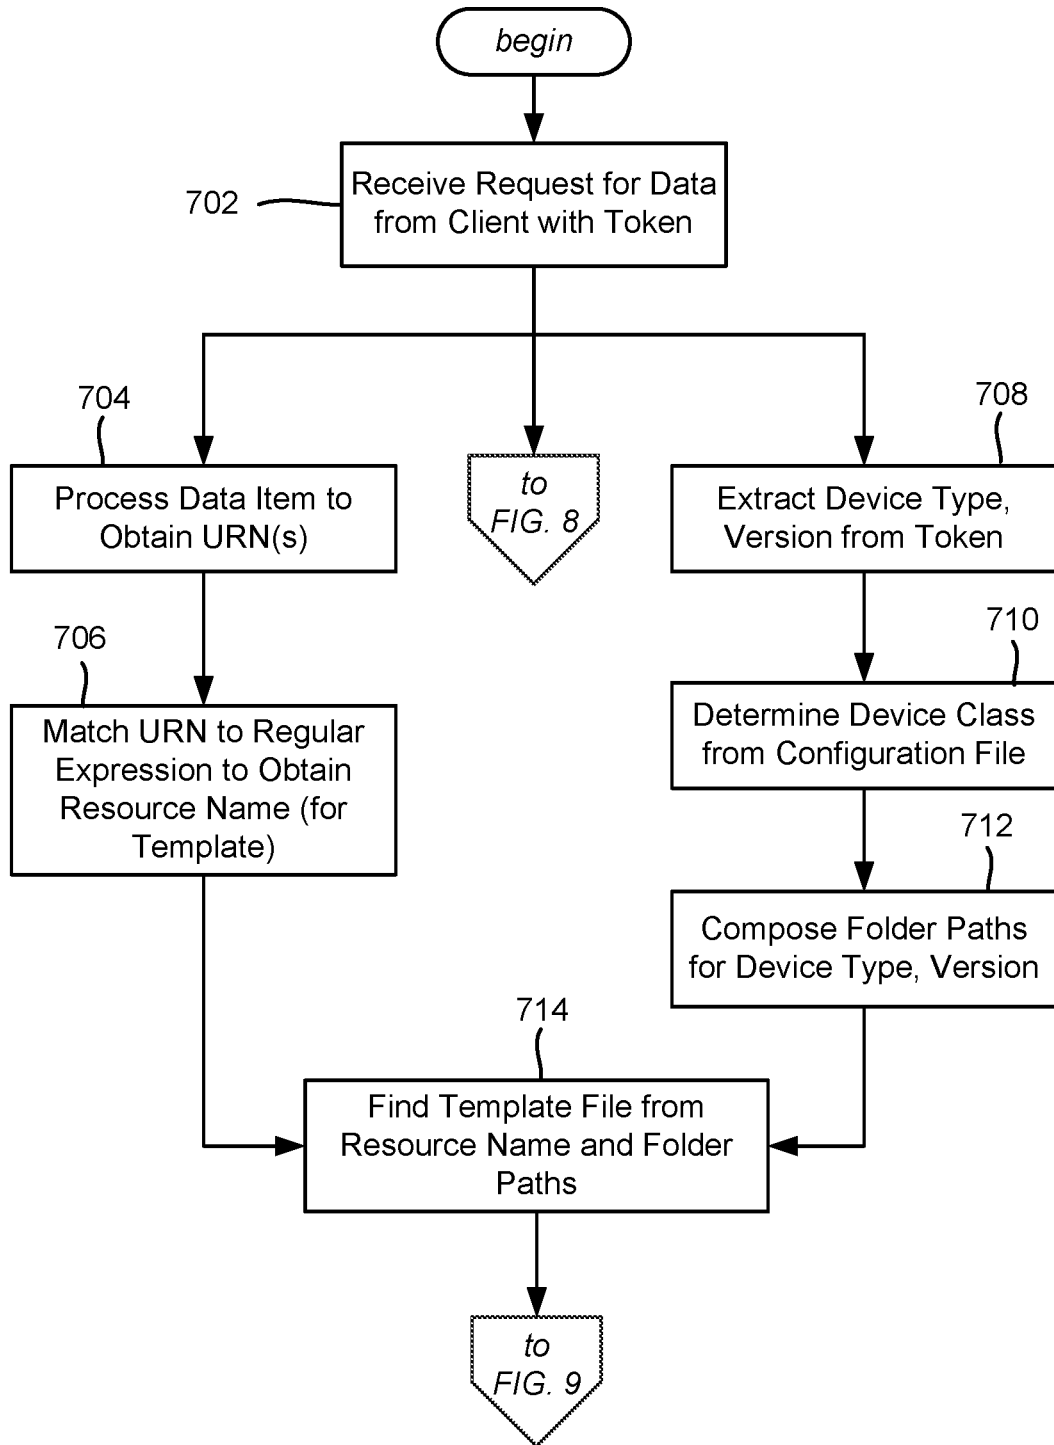 begin
702
Receive Request for Data
from Client with Token
704
Process Data Item to
Obtain URN(s)
to
FIG. 8
708
Extract Device Type,
Version from Token
706
Match URN to Regular
Expression to Obtain
Resource Name (for
Template)
710
Determine Device Class
from Configuration File
712
Compose Folder Paths
for Device Type, Version
714
Find Template File from
Resource Name and Folder
Paths
to
FIG. 9